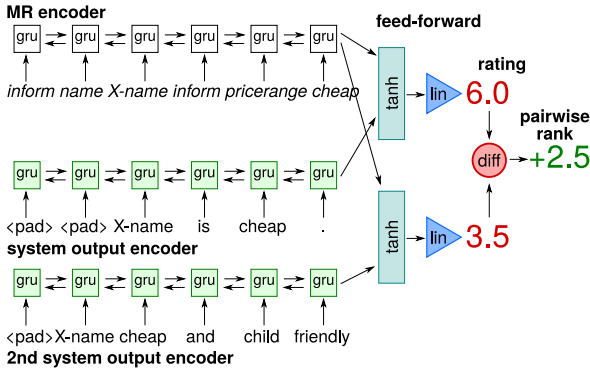 MR encoder
gru gru gru gru gru gru
inform name X-name inform pricerange cheap
feed-forward
tanh
lin
rating
6.0
pairwise
rank
diff
+2.5
gru gru gru gru gru gru
<pad> <pad> X-name is cheap .
system output encoder
tanh
lin
3.5
gru gru gru gru gru gru
<pad> X-name cheap and child friendly
2nd system output encoder